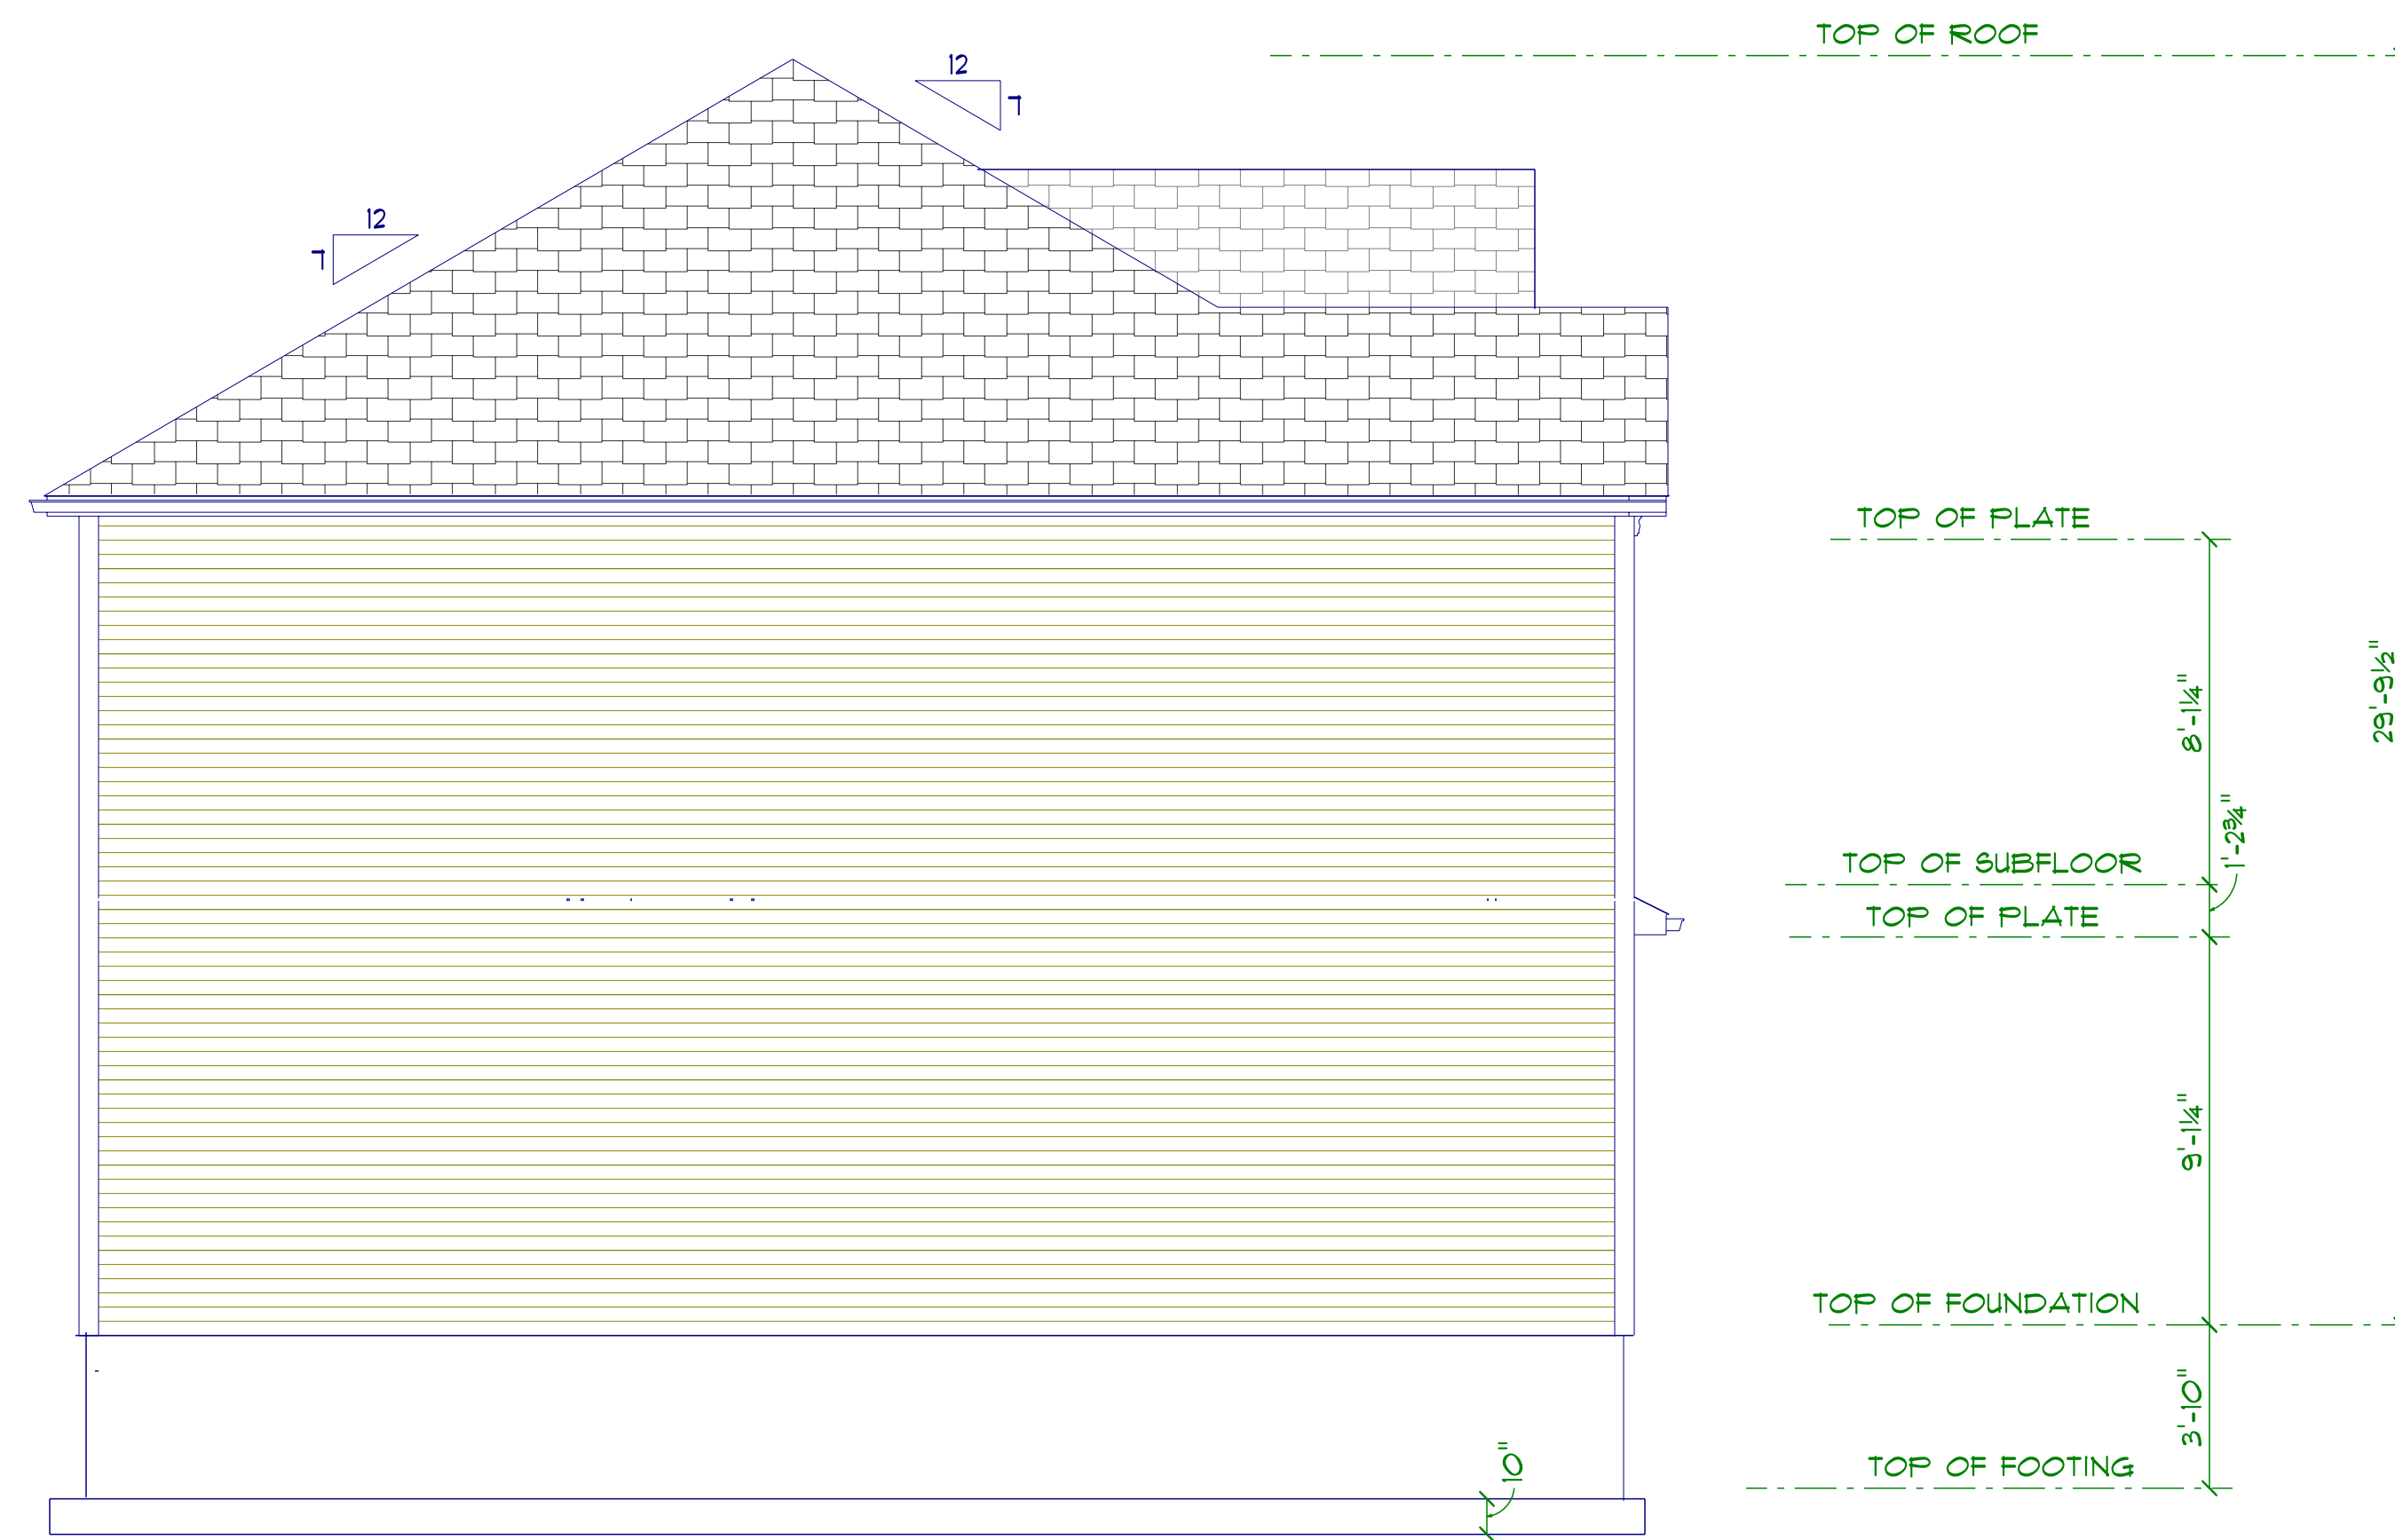 TOP OF ROOF
12
7
12
7
TOP OF PLATE
8'-1¼"
29'-9½"
1'-2¾"
TOP OF SUBFLOOR
TOP OF PLATE
9'-1¼"
TOP OF FOUNDATION
3'-10"
TOP OF FOOTING
10"